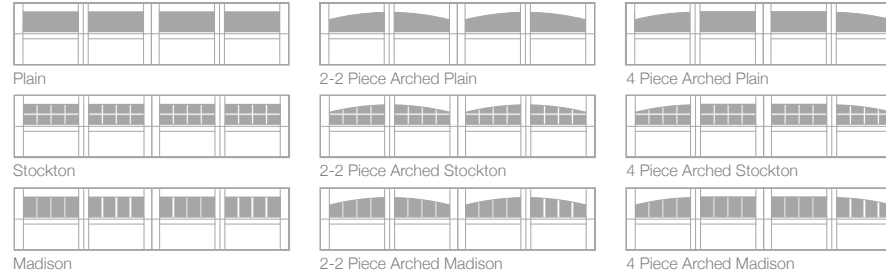 Plain
2-2 Piece Arched Plain
4 Piece Arched Plain
Stockton
2-2 Piece Arched Stockton
4 Piece Arched Stockton
Madison
2-2 Piece Arched Madison
4 Piece Arched Madison